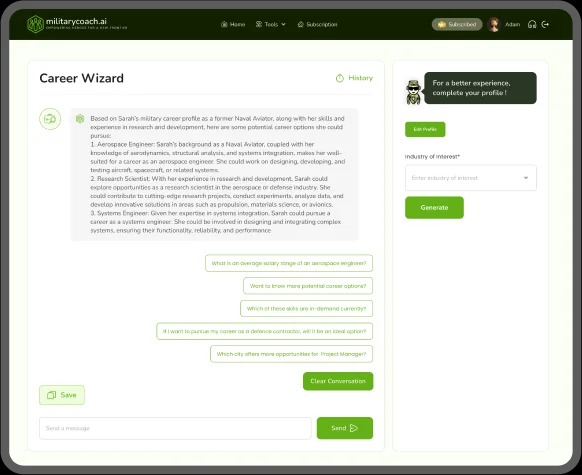 militarycoach.ai
EMPOWERING HEROES FOR A NEW FRONTIER
Home
Tools
Subscription
Subscribed
Adam
Career Wizard
History
Based on Sarah's military career profile as a former Naval Aviator, along with her skills and
experience in research and development, here are some potential career options she could
pursue:
1. Aerospace Engineer: Sarah's background as a Naval Aviator, coupled with her
knowledge of aerodynamics, structural analysis, and systems integration, makes her well-
suited for a career as an aerospace engineer. She could work on designing, developing, and
testing aircraft, spacecraft, or related systems.
2. Research Scientist: With her experience in research and development, Sarah could
explore opportunities as a research scientist in the aerospace or defense industry. She
could contribute to cutting-edge research projects, conduct experiments, analyze data, and
develop innovative solutions in areas such as propulsion, materials science, or avionics.
3. Systems Engineer: Given her expertise in systems integration, Sarah could pursue a
career as a systems engineer. She could be involved in designing and integrating complex
systems, ensuring their functionality, reliability, and performance
What is an average salary range of an aerospace engineer?
Want to know more potential career options?
Which of these skills are in-demand currently?
If I want to pursue my career as a defence contractor, will it be an ideal option?
Which city offers more opportunities for Project Manager?
Clear Conversation
Save
Send a message
Send
For a better experience,
complete your profile !
Edit Profile
Industry of Interest*
Enter industry of interest
Generate